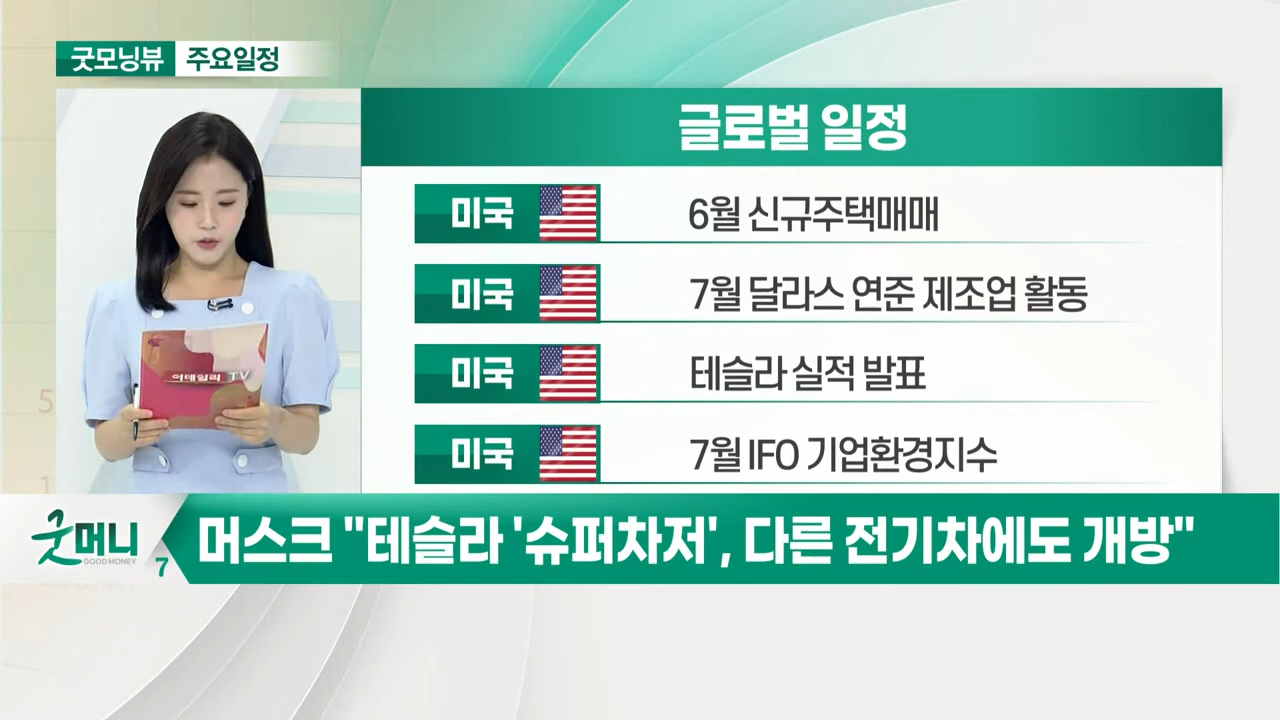 굿모닝뷰 주요일정
글로벌 일정
미국 6월 신규주택매매
미국 7월 달라스 연준 제조업 활동
미국 테슬라 실적 발표
미국 7월 IFO 기업환경지수
이데일리 TV
5
1
굿머니
GOOD MONEY
7
머스크 "테슬라 '슈퍼차저', 다른 전기차에도 개방"